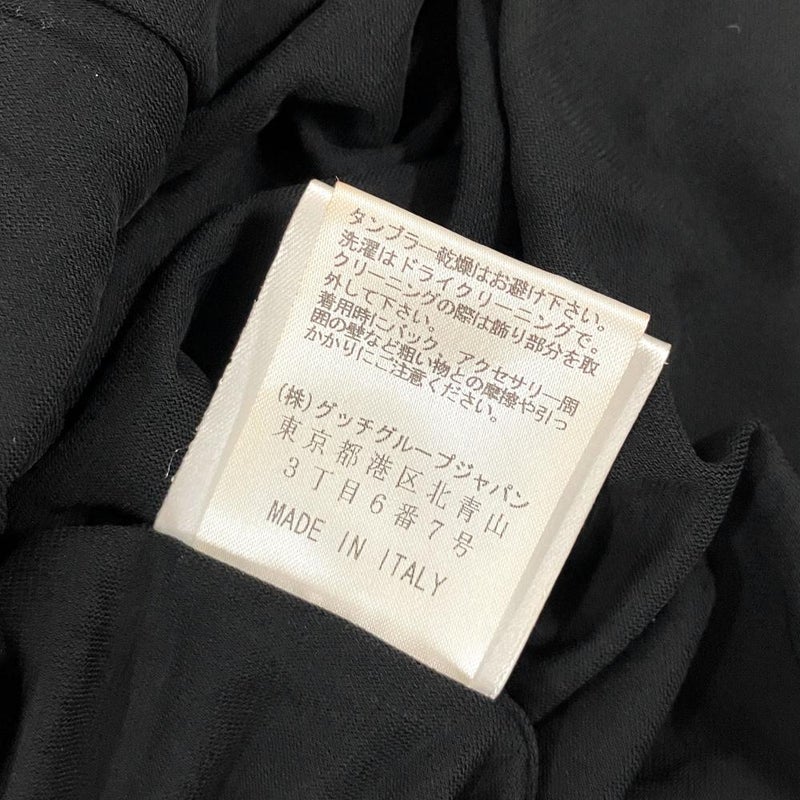 タンブラー乾燥はお避け下さい。
洗濯はドライクリーニングで。
クリーニングの際は飾り部分を取
外して下さい。
着用時にバック、アクセサリー、周
囲の壁など粗い物との摩擦や引っ
かかりにご注意ください。
(株)グッチグループジャパン
東京都港区北青山
3丁目6番7号
MADE IN ITALY